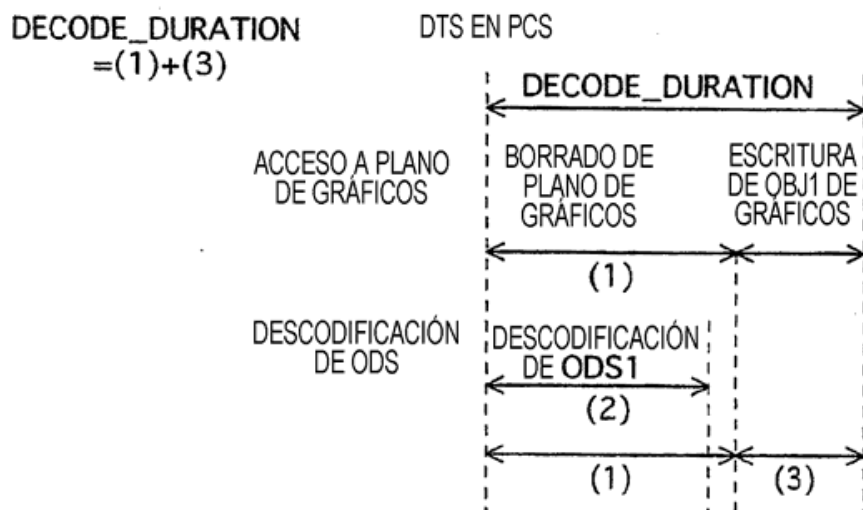 DECODE_DURATION
=(1)+(3)
DTS EN PCS
DECODE_DURATION
ACCESO A PLANO
DE GRÁFICOS
BORRADO DE
PLANO DE
GRÁFICOS
ESCRITURA
DE OBJ1 DE
GRÁFICOS
(1)
DESCODIFICACIÓN
DE ODS
DESCODIFICACIÓN
DE ODS1
(2)
(1)
(3)